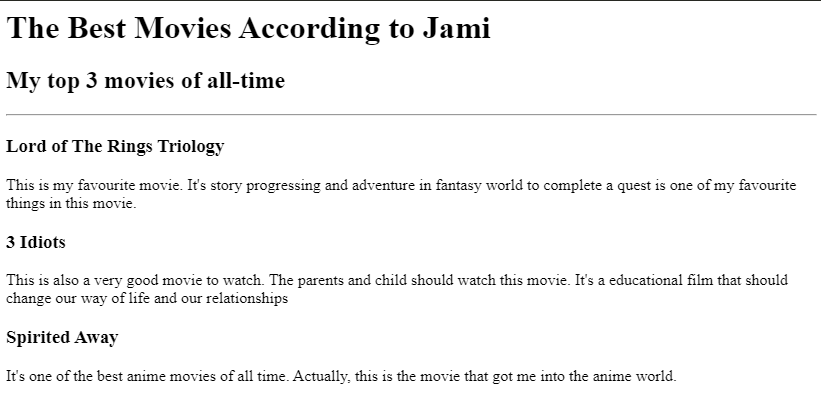 The Best Movies According to Jami
My top 3 movies of all-time
Lord of The Rings Triology
This is my favourite movie. It's story progressing and adventure in fantasy world to complete a quest is one of my favourite
things in this movie.
3 Idiots
This is also a very good movie to watch. The parents and child should watch this movie. It's a educational film that should
change our way of life and our relationships
Spirited Away
It's one of the best anime movies of all time. Actually, this is the movie that got me into the anime world.